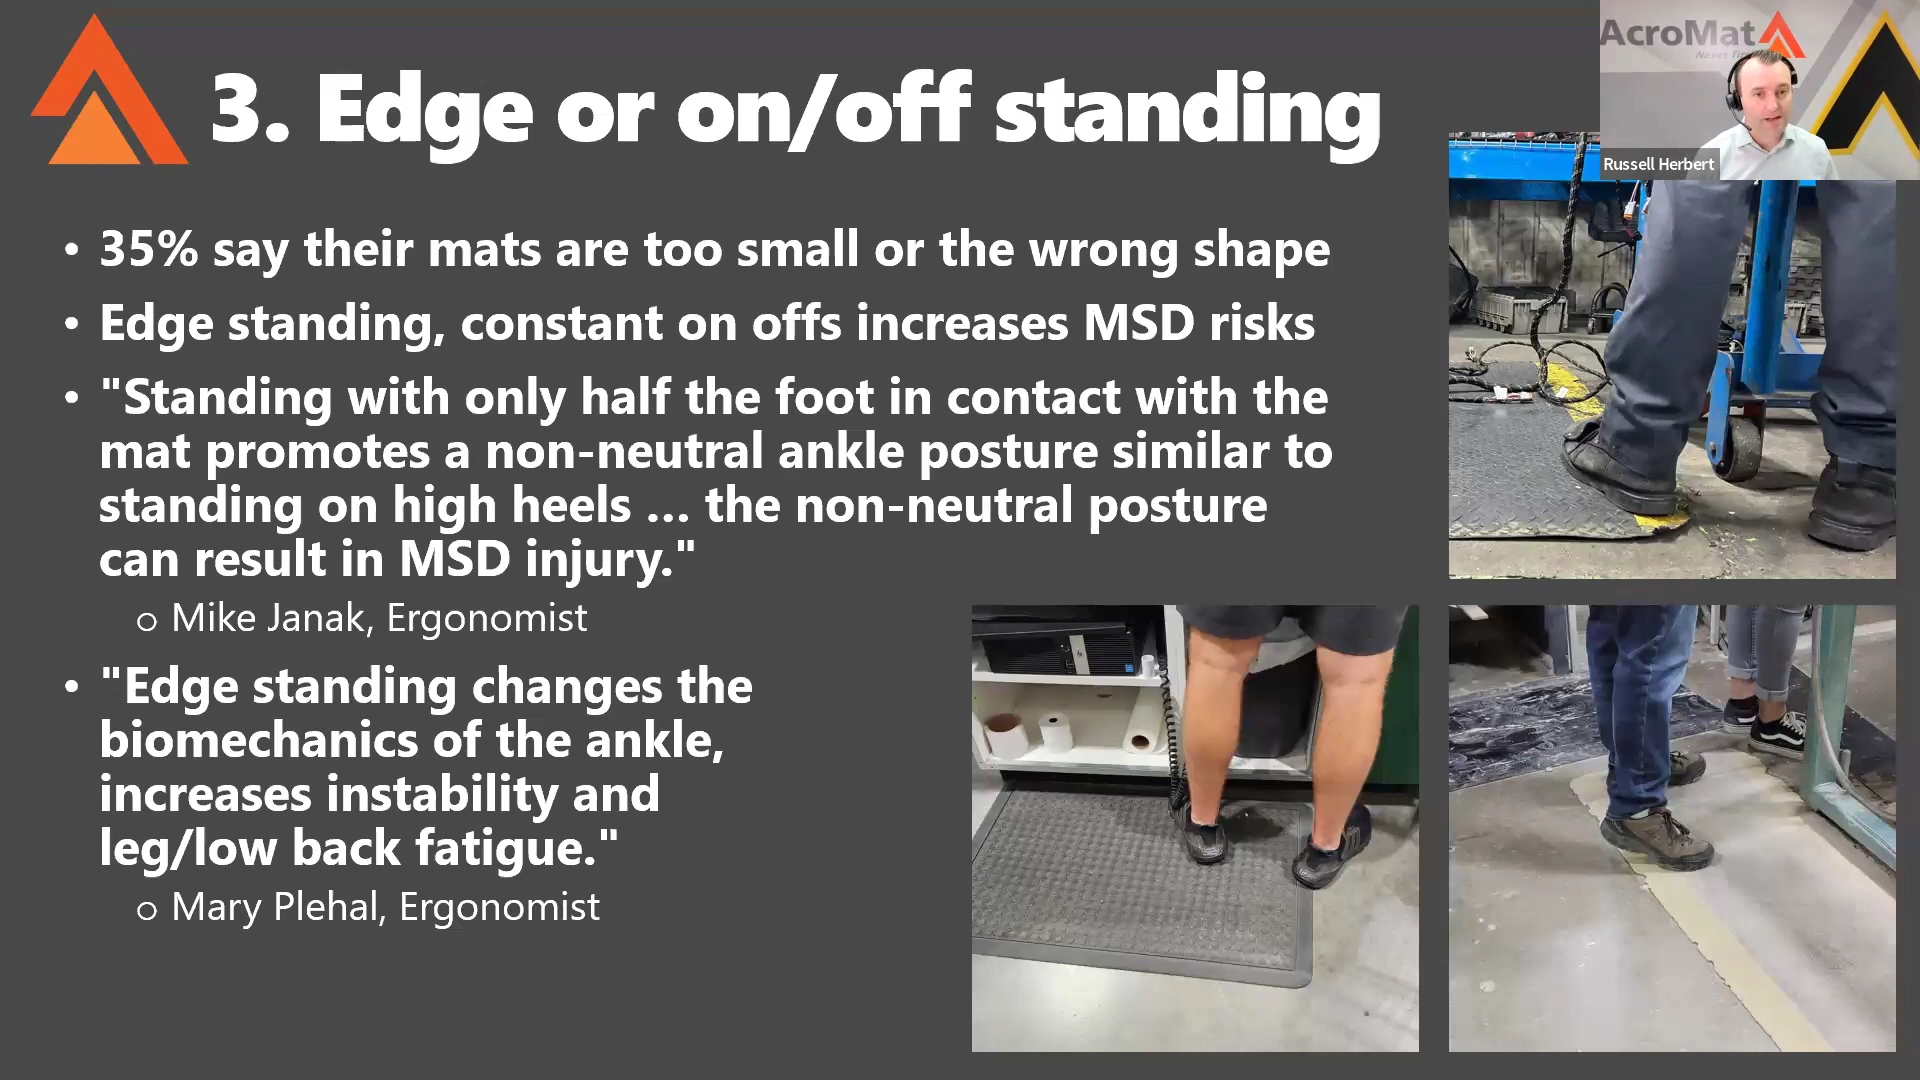 3. Edge or on/off standing
• 35% say their mats are too small or the wrong shape
• Edge standing, constant on offs increases MSD risks
• "Standing with only half the foot in contact with the
mat promotes a non-neutral ankle posture similar to
standing on high heels ... the non-neutral posture
can result in MSD injury."
o Mike Janak, Ergonomist
• "Edge standing changes the
biomechanics of the ankle,
increases instability and
leg/low back fatigue."
o Mary Plehal, Ergonomist
AcroMat
Russell Herbert